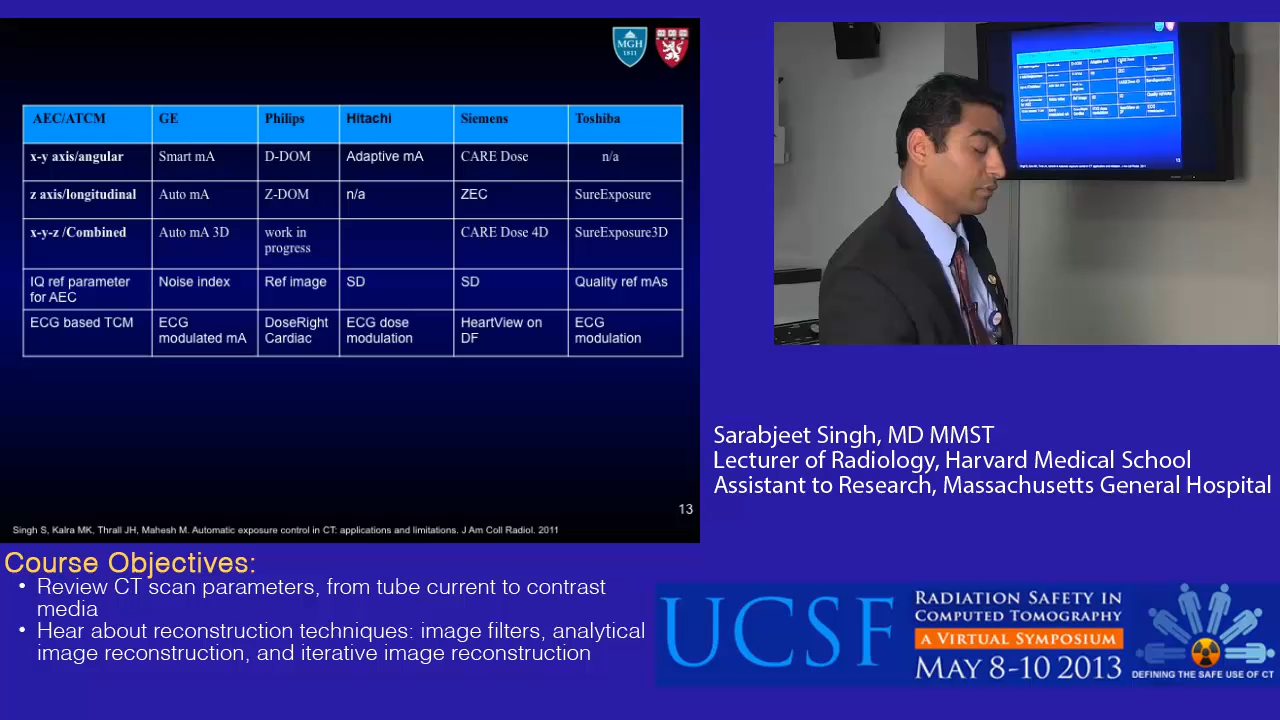 MGH
1811
AEC/ATCM GE Philips Hitachi Siemens Toshiba
x-y axis/angular Smart mA D-DOM Adaptive mA CARE Dose n/a
z axis/longitudinal Auto mA Z-DOM n/a ZEC SureExposure
x-y-z /Combined Auto mA 3D work in progress CARE Dose 4D SureExposure3D
IQ ref parameter for AEC Noise index Ref image SD SD Quality ref mAs
ECG based TCM ECG modulated mA DoseRight Cardiac ECG dose modulation HeartView on DF ECG modulation
13
Singh S, Kalra MK, Thrall JH, Mahesh M. Automatic exposure control in CT: applications and limitations. J Am Coll Radiol. 2011
Sarabjeet Singh, MD MMST
Lecturer of Radiology, Harvard Medical School
Assistant to Research, Massachusetts General Hospital
Course Objectives:
• Review CT scan parameters, from tube current to contrast
media
• Hear about reconstruction techniques: image filters, analytical
image reconstruction, and iterative image reconstruction
UCSF
RADIATION SAFETY IN
COMPUTED TOMOGRAPHY
A VIRTUAL SYMPOSIUM
MAY 8-10 2013
DEFINING THE SAFE USE OF CT